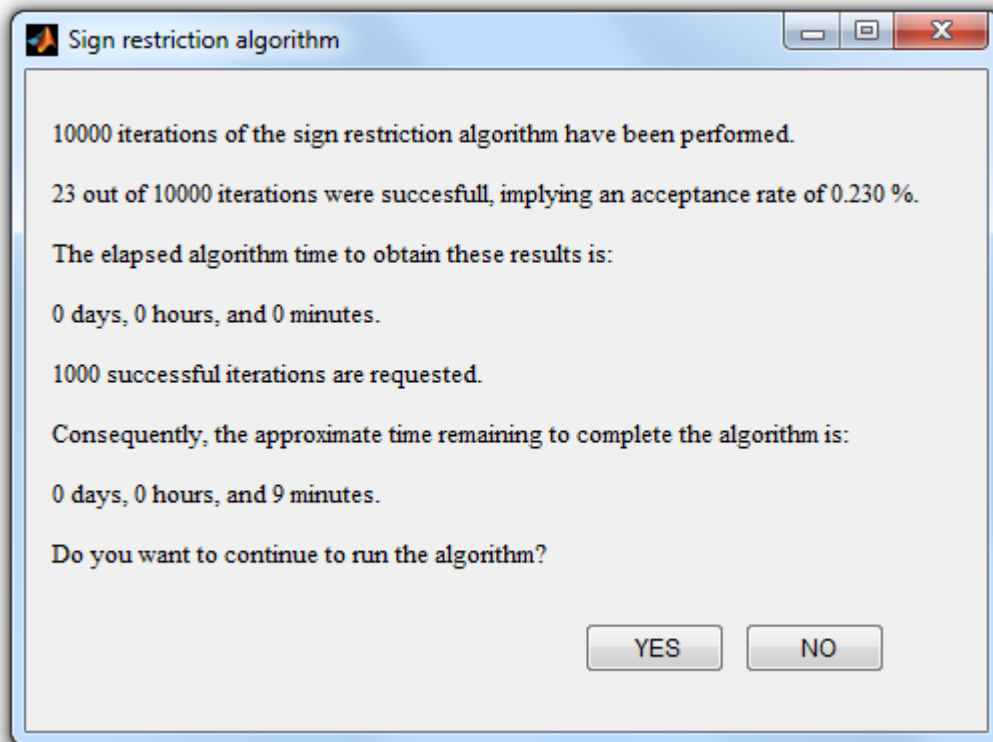 Sign restriction algorithm
10000 iterations of the sign restriction algorithm have been performed.
23 out of 10000 iterations were succesfull, implying an acceptance rate of 0.230 %.
The elapsed algorithm time to obtain these results is:
0 days, 0 hours, and 0 minutes.
1000 successful iterations are requested.
Consequently, the approximate time remaining to complete the algorithm is:
0 days, 0 hours, and 9 minutes.
Do you want to continue to run the algorithm?
YES NO